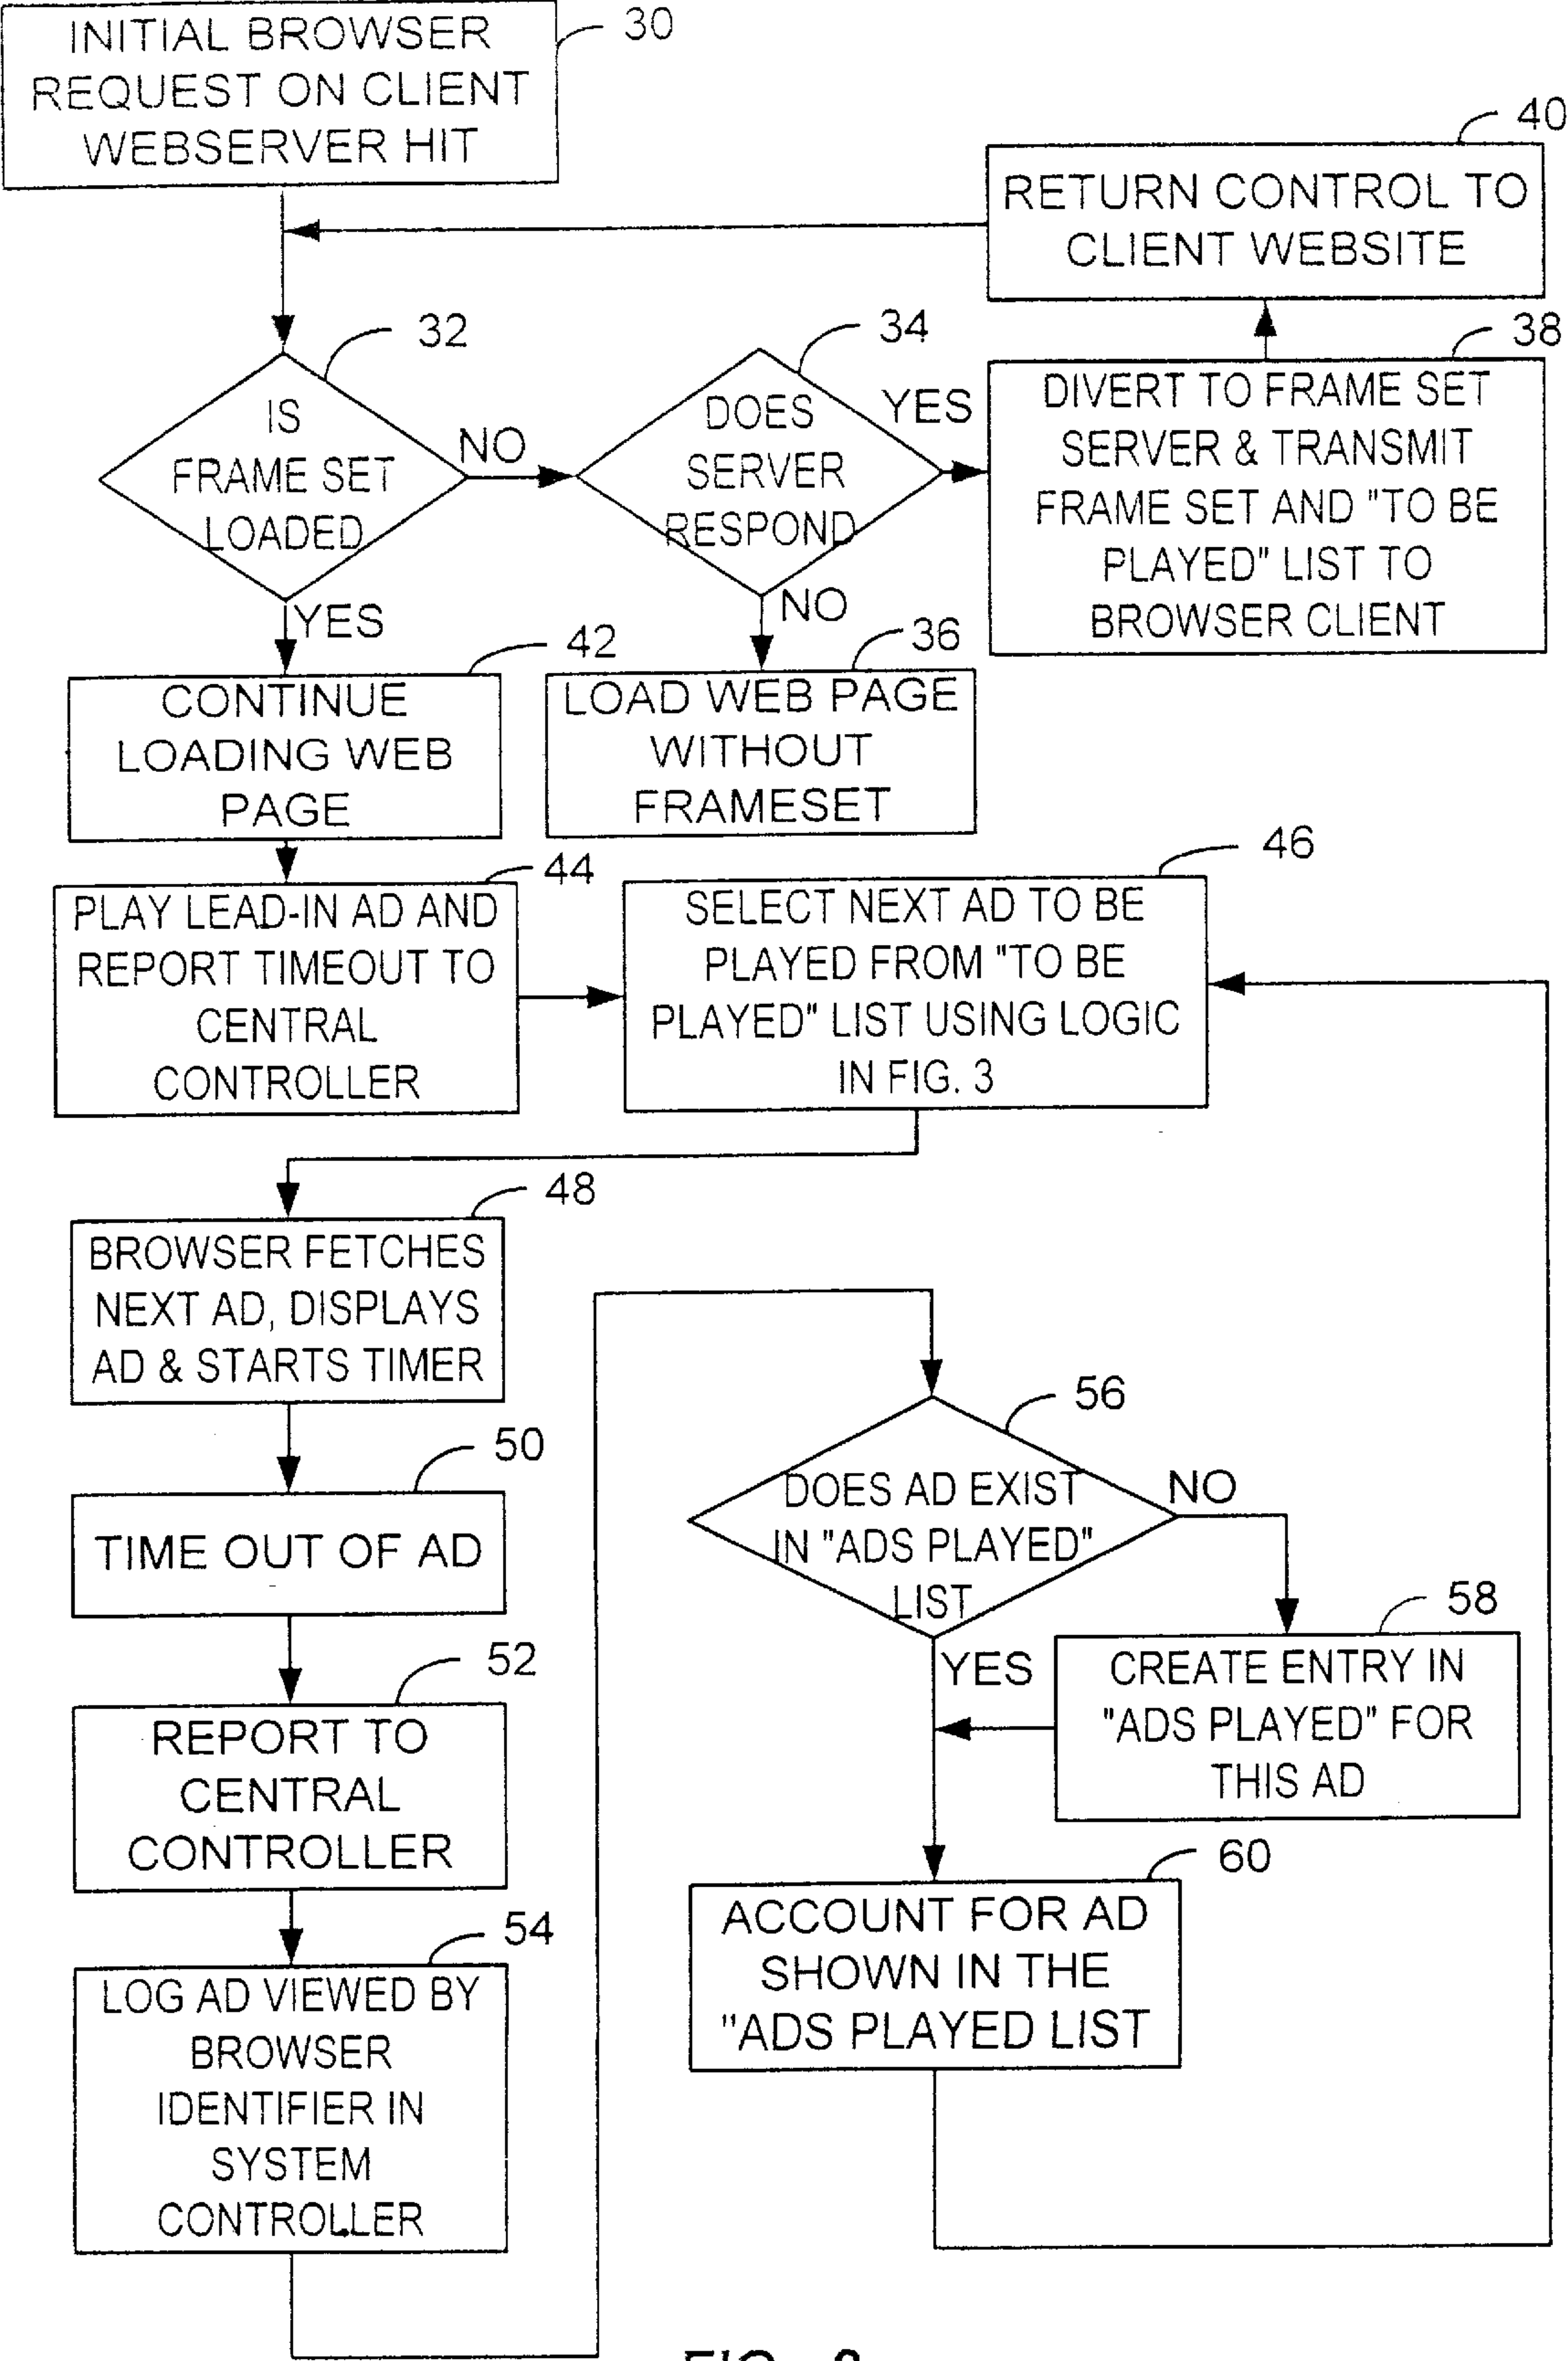 INITIAL BROWSER
REQUEST ON CLIENT
WEBSERVER HIT
30
40
RETURN CONTROL TO
CLIENT WEBSITE
32
IS
FRAME SET
LOADED
NO
YES
34
DOES
SERVER
RESPOND
YES
NO
38
DIVERT TO FRAME SET
SERVER & TRANSMIT
FRAME SET AND "TO BE
PLAYED" LIST TO
BROWSER CLIENT
42
CONTINUE
LOADING WEB
PAGE
36
LOAD WEB PAGE
WITHOUT
FRAMESET
44
PLAY LEAD-IN AD AND
REPORT TIMEOUT TO
CENTRAL
CONTROLLER
46
SELECT NEXT AD TO BE
PLAYED FROM "TO BE
PLAYED" LIST USING LOGIC
IN FIG. 3
48
BROWSER FETCHES
NEXT AD, DISPLAYS
AD & STARTS TIMER
50
TIME OUT OF AD
52
REPORT TO
CENTRAL
CONTROLLER
54
LOG AD VIEWED BY
BROWSER
IDENTIFIER IN
SYSTEM
CONTROLLER
56
DOES AD EXIST
IN "ADS PLAYED"
LIST
NO
YES
58
CREATE ENTRY IN
"ADS PLAYED" FOR
THIS AD
60
ACCOUNT FOR AD
SHOWN IN THE
"ADS PLAYED LIST